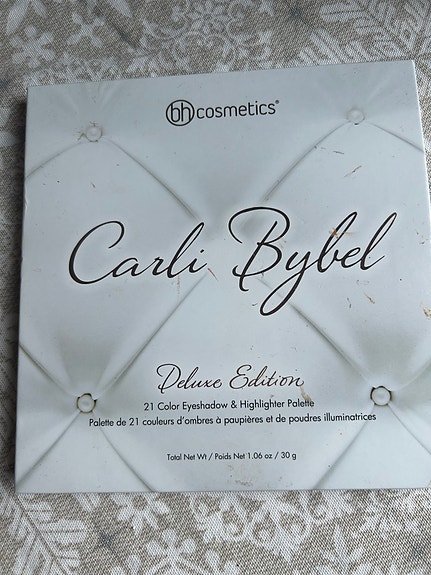 bh cosmetics®
Carli Bybel
Deluxe Edition
21 Color Eyeshadow & Highlighter Palette
Palette de 21 couleurs d'ombres à paupières et de poudres illuminatrices
Total Net Wt / Poids Net 1.06 oz / 30 g